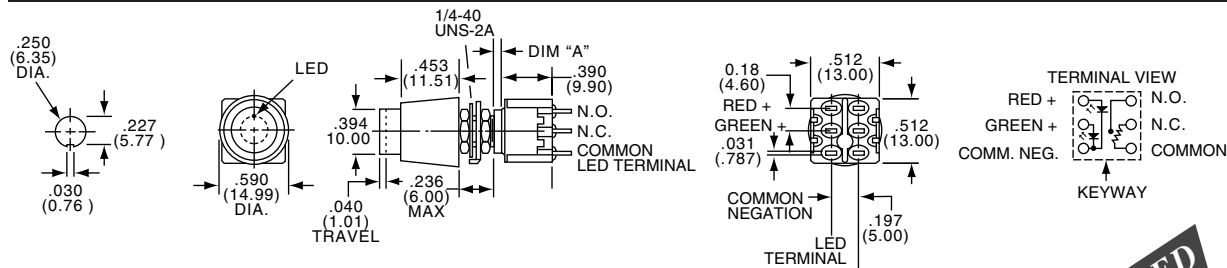 .250
(6.35)
DIA.
.227
(5.77 )
.030
(0.76 )
LED
.590
(14.99)
DIA.
1/4-40
UNS-2A
DIM “A”
.453
(11.51)
.390
(9.90)
.394
10.00
N.O.
N.C.
COMMON
LED TERMINAL
.236
(6.00)
MAX
.040
(1.01)
TRAVEL
.512
(13.00)
0.18
(4.60)
RED +
GREEN +
.031
(.787)
.512
(13.00)
COMMON
NEGATION
.197
(5.00)
LED
TERMINAL
TERMINAL VIEW
RED +
N.O.
GREEN +
N.C.
COMM. NEG.
COMMON
KEYWAY